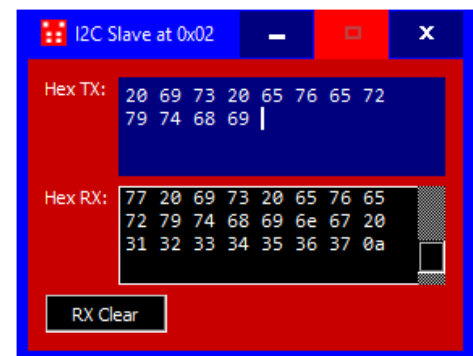 I2C Slave at 0x02
Hex TX:
20 69 73 20 65 76 65 72
79 74 68 69
Hex RX:
77 20 69 73 20 65 76 65
72 79 74 68 69 6e 67 20
31 32 33 34 35 36 37 0a
RX Clear